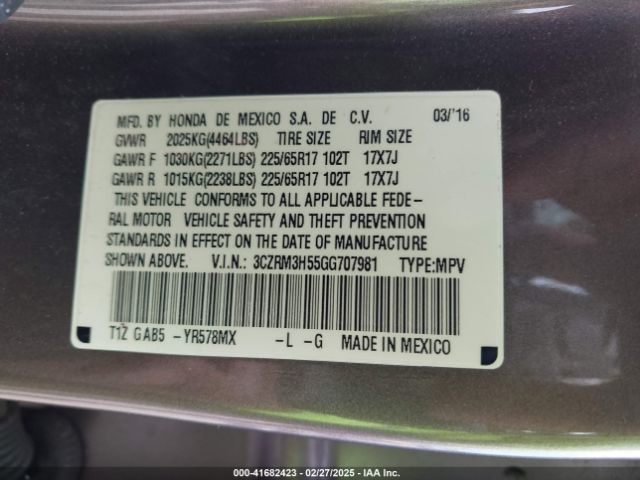 MFD. BY HONDA DE MEXICO S.A. DE C.V. 03/'16
GVWR 2025KG(4464LBS) TIRE SIZE RIM SIZE
GAWR F 1030KG(2271LBS) 225/65R17 102T 17X7J
GAWR R 1015KG(2238LBS) 225/65R17 102T 17X7J
THIS VEHICLE CONFORMS TO ALL APPLICABLE FEDE-
RAL MOTOR VEHICLE SAFETY AND THEFT PREVENTION
STANDARDS IN EFFECT ON THE DATE OF MANUFACTURE
SHOWN ABOVE. V.I.N.: 3CZRM3H55GG707981 TYPE:MPV
T1Z GAB5 -YR578MX -L -G MADE IN MEXICO
000-41682423 - 02/27/2025 - IAA